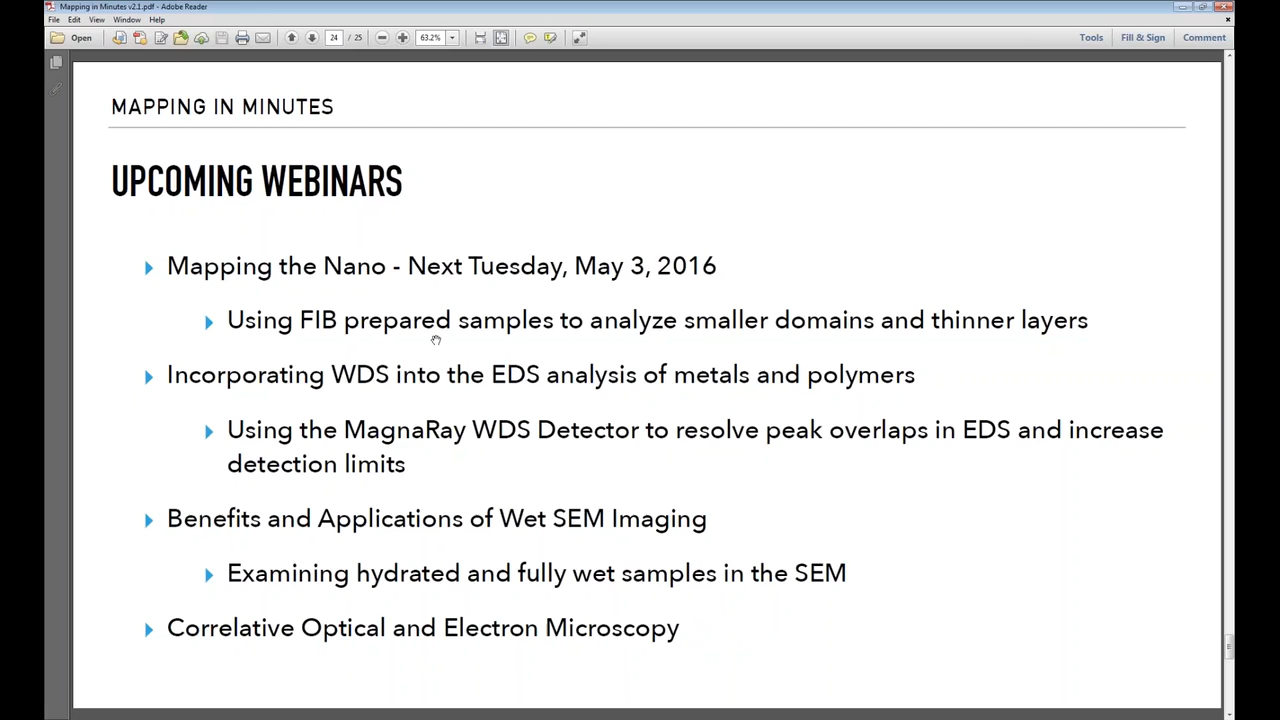 Mapping in Minutes v2.1.pdf - Adobe Reader
File Edit View Window Help
Open 24 / 25 63.2% Tools Fill & Sign Comment
MAPPING IN MINUTES
UPCOMING WEBINARS
Mapping the Nano - Next Tuesday, May 3, 2016
Using FIB prepared samples to analyze smaller domains and thinner layers
Incorporating WDS into the EDS analysis of metals and polymers
Using the MagnaRay WDS Detector to resolve peak overlaps in EDS and increase
detection limits
Benefits and Applications of Wet SEM Imaging
Examining hydrated and fully wet samples in the SEM
Correlative Optical and Electron Microscopy